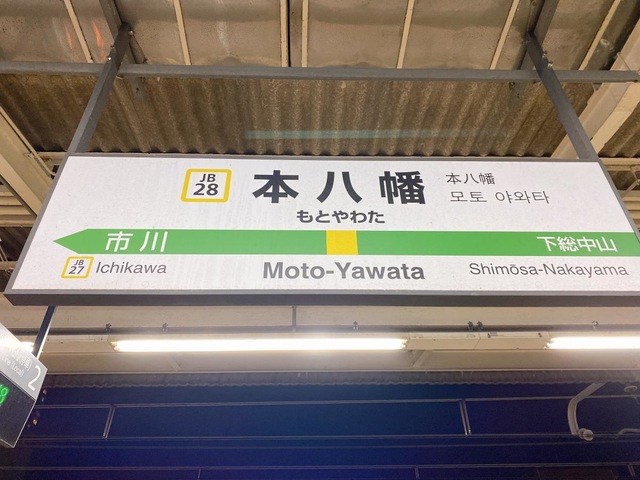 JB
28
本八幡
本八幡
모토 야와타
もとやわた
市川
下総中山
JB
27
Ichikawa
Moto-Yawata
Shimōsa-Nakayama
2